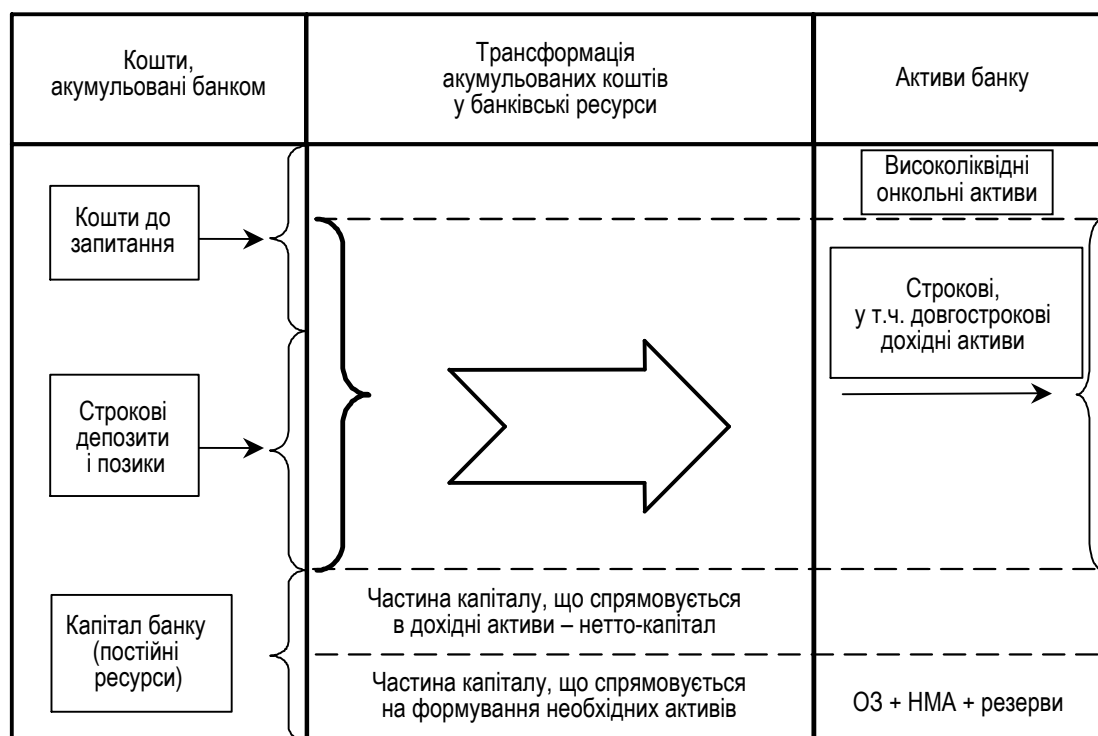 Кошти,
акумульовані банком
Трансформація
акумульованих коштів
у банківські ресурси
Активи банку
Кошти до
запитання
Високоліквідні
онкольні активи
Строкові,
у т.ч. довгострокові
дохідні активи
Строкові
депозити
і позики
Капітал банку
(постійні
ресурси)
Частина капіталу, що спрямовується
в дохідні активи – нетто-капітал
Частина капіталу, що спрямовується
на формування необхідних активів
ОЗ + НМА + резерви